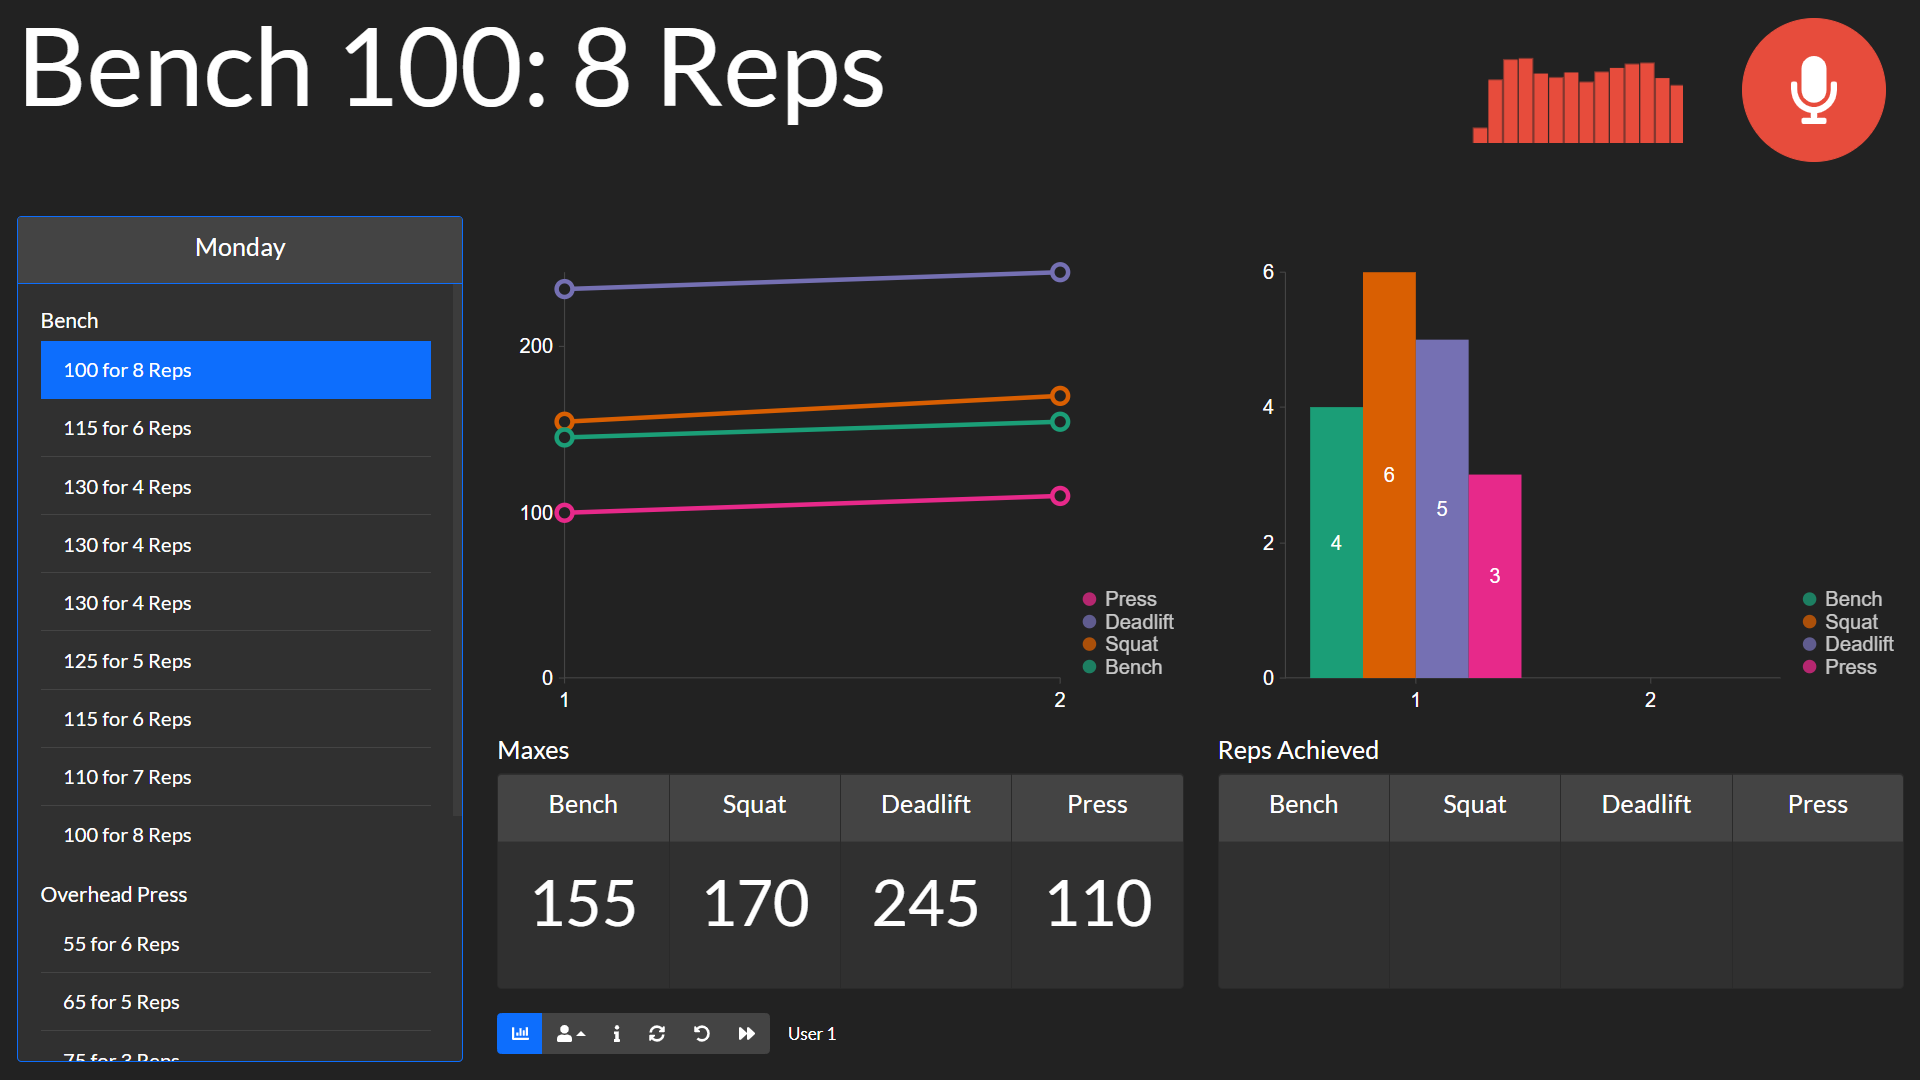 Bench 100: 8 Reps
Monday
Bench
100 for 8 Reps
115 for 6 Reps
130 for 4 Reps
130 for 4 Reps
130 for 4 Reps
125 for 5 Reps
115 for 6 Reps
110 for 7 Reps
100 for 8 Reps
Overhead Press
55 for 6 Reps
65 for 5 Reps
75 for 3 Reps
200
100
0
1 2
Press
Deadlift
Squat
Bench
6
4
2
0
4
6
5
3
1 2
Bench
Squat
Deadlift
Press
Maxes
Bench Squat Deadlift Press
155 170 245 110
Reps Achieved
Bench Squat Deadlift Press
User 1